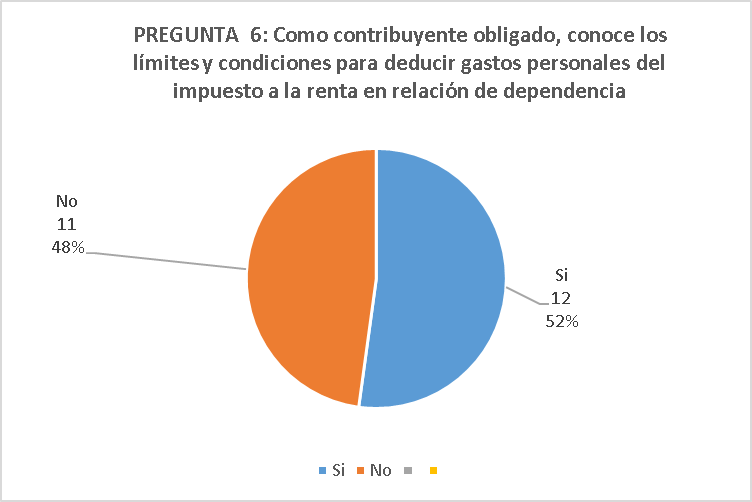 PREGUNTA  6: Como contribuyente obligado, conoce los
límites y condiciones para deducir gastos personales del
impuesto a la renta en relación de dependencia
No
11
48%
Si
12
52%
Si No